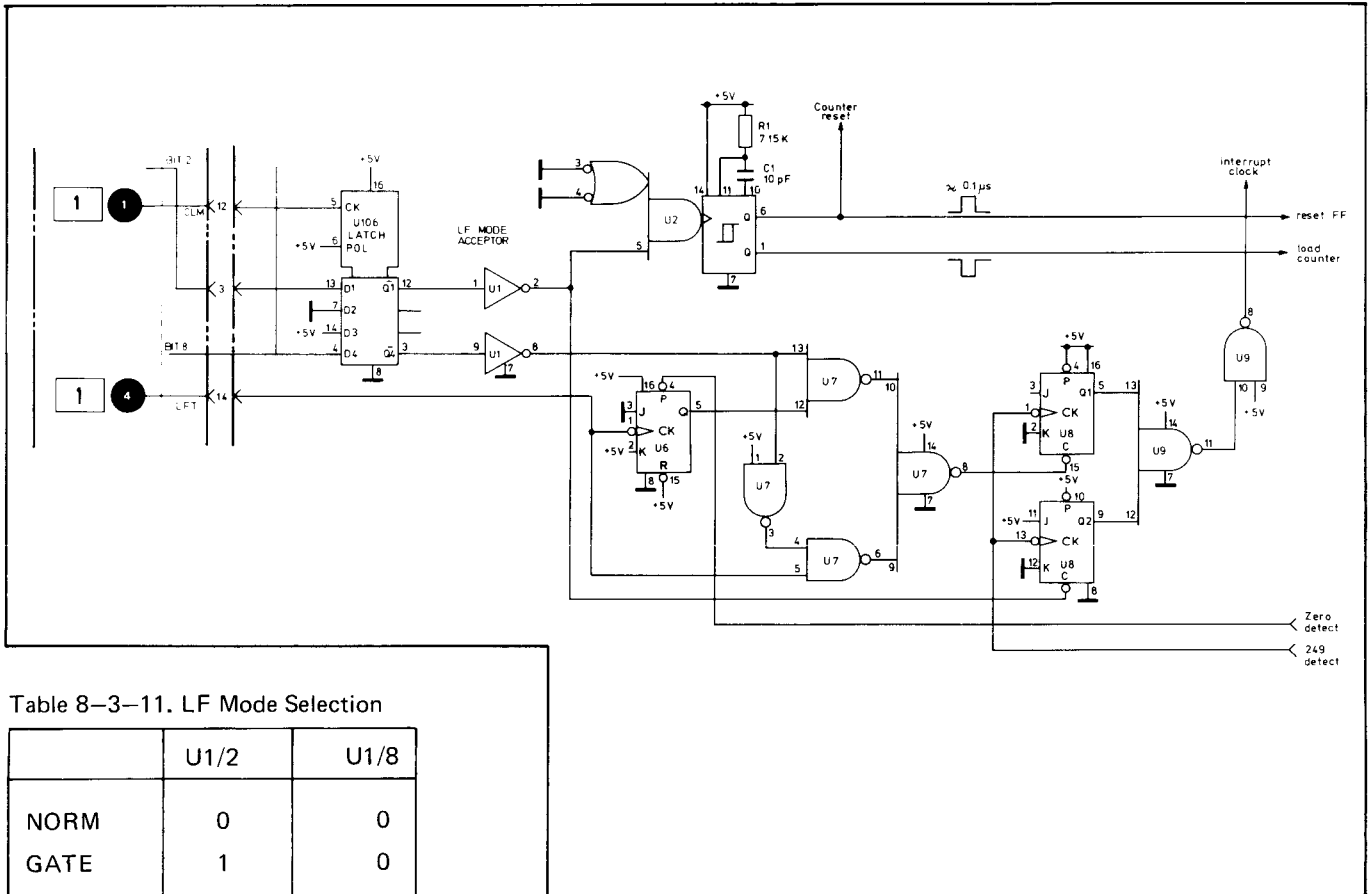 +5V
R1
7.15K
C1
10 pF
14 11 10
Counter
reset
interrupt
clock
BIT 2
+5V
16
1 1
CLM
12
5 CK
U106
LATCH
+5V 6 POL
LF MODE
ACCEPTOR
3
4
U2
5
Q 6
≈ 0.1µs
reset FF
Q 1
load
counter
7
3
13 D1 Q1 12
1 U1 2
7 D2
+5V 14 D3
BIT 8
4 D4 Q4 3
9 U1 8
7
8
1 4
LFT
14
+5V
16 4
P
3 J Q 5
1 CK
+5V 2 K U6
R
8 15
+5V
13
12
U7
11
10
+5V
1 2
U7
3
4
5
U7
6
9
+5V
14
U7
8
7
+5V
4 16
P
3 J Q1 5
1 CK
2 K U8
C
15
+5V
10
P
+5V 11 J Q2 9
13 CK
12 K U8
C
8
13
12
+5V
14
U9
11
7
8
U9
10 9
+5V
Zero
detect
249
detect
Table 8–3–11. LF Mode Selection
U1/2 U1/8
NORM 0 0
GATE 1 0